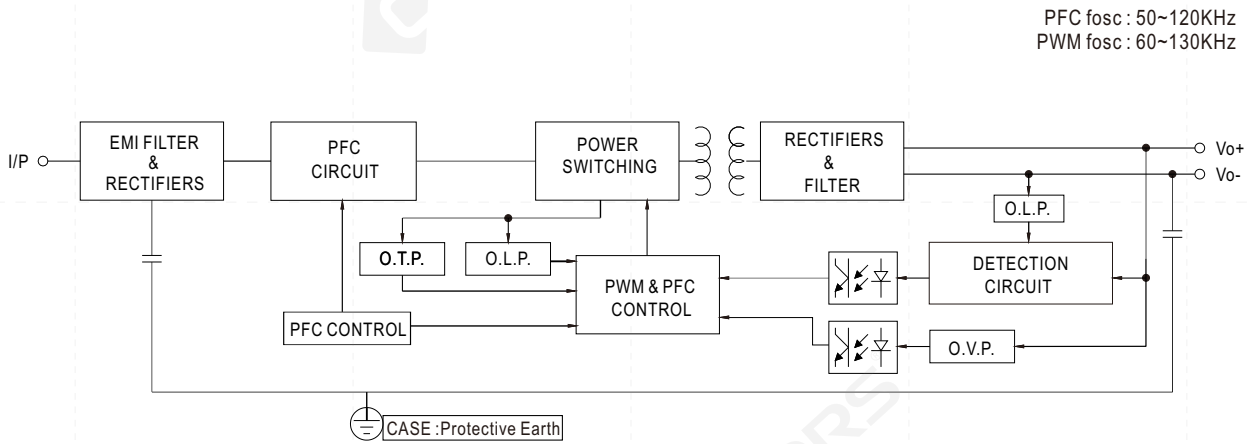 PFC fosc : 50~120KHz
PWM fosc : 60~130KHz
I/P
EMI FILTER
&
RECTIFIERS
PFC
CIRCUIT
POWER
SWITCHING
RECTIFIERS
&
FILTER
Vo+
Vo-
O.L.P.
O.T.P.
O.L.P.
PWM & PFC
CONTROL
DETECTION
CIRCUIT
PFC CONTROL
O.V.P.
CASE :Protective Earth